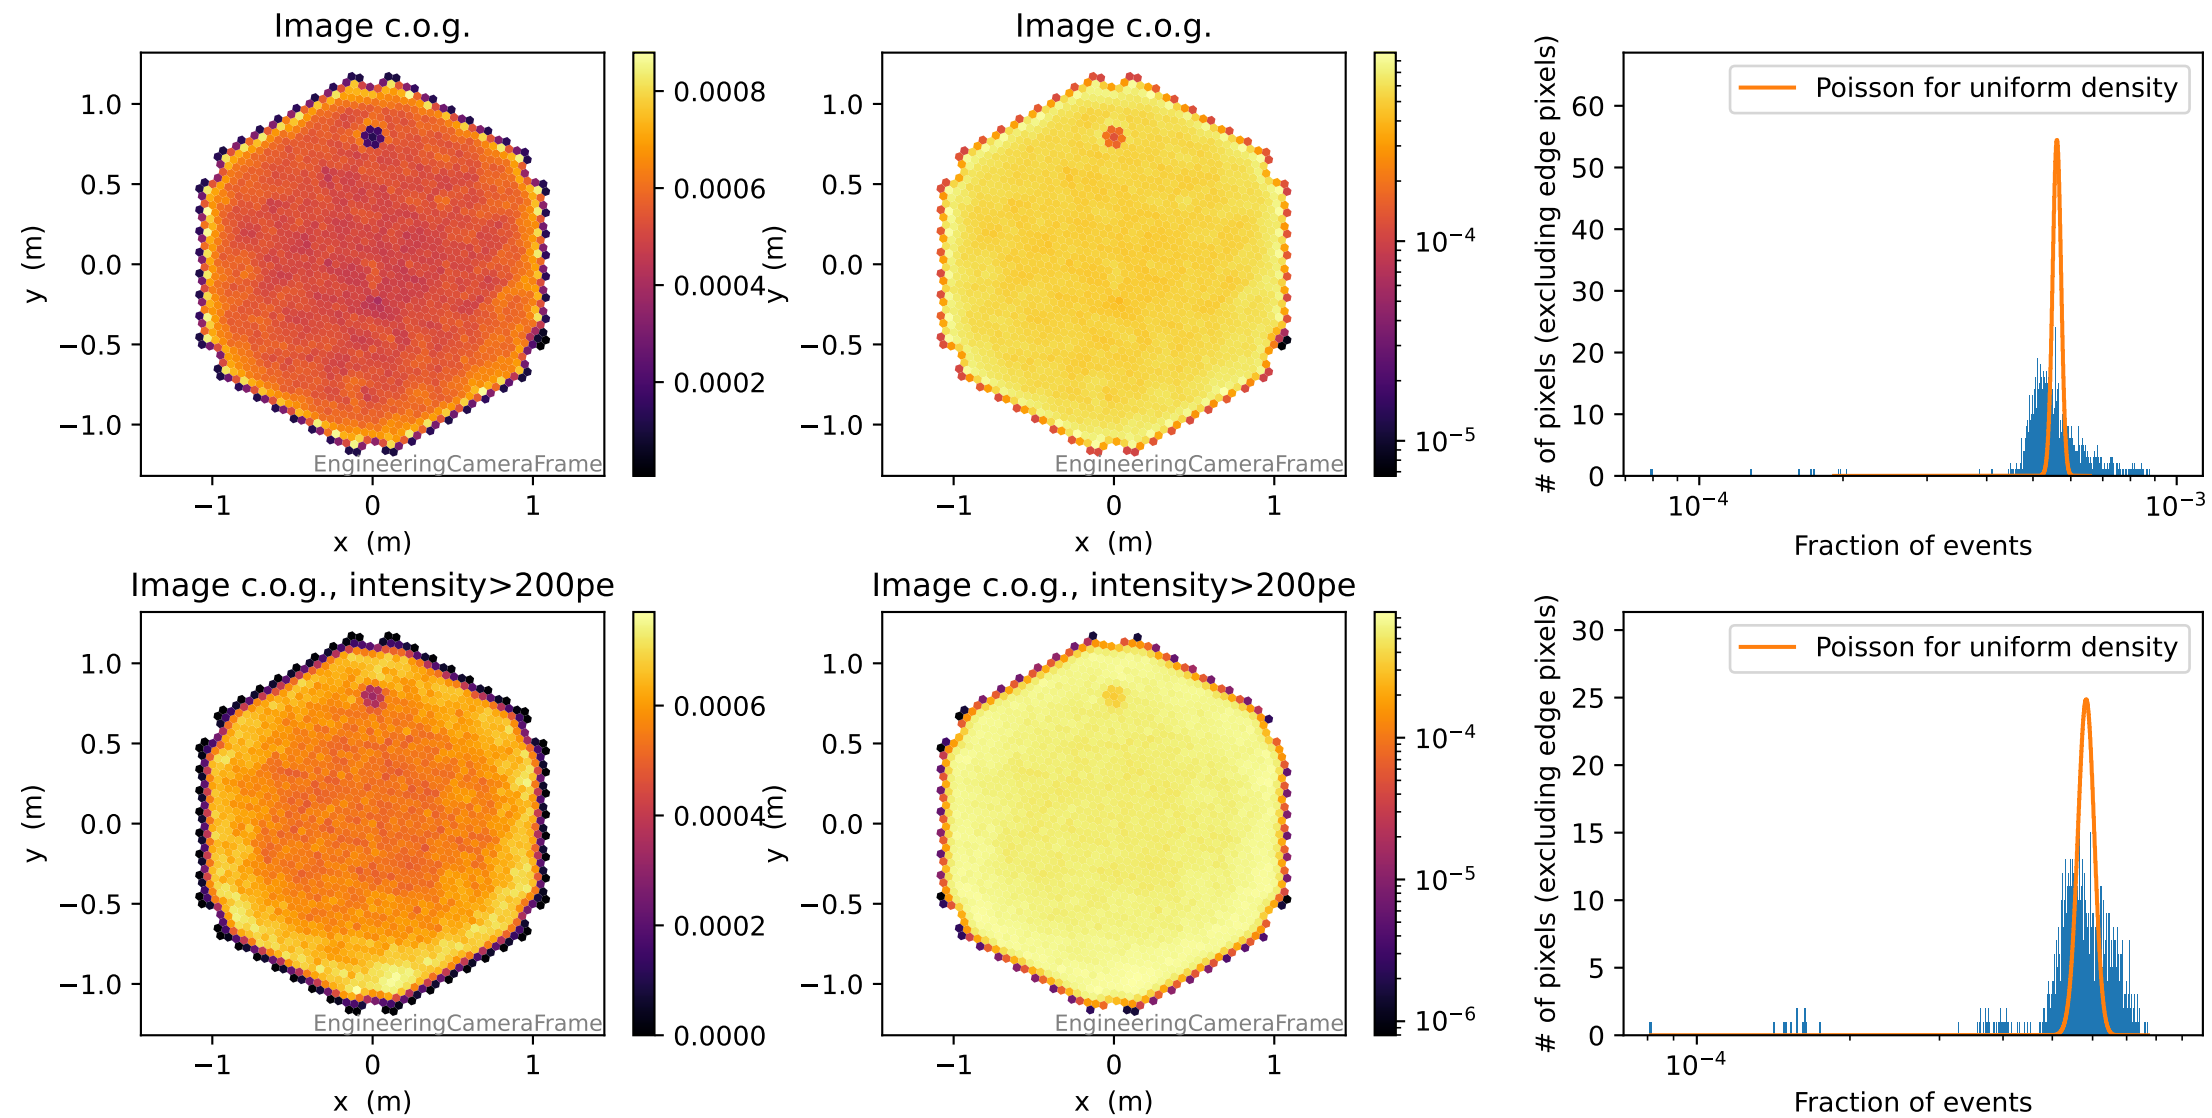 Image c.o.g.
1.0
0.5
0.0
−0.5
−1.0
y (m)
−1
0
1
x (m)
EngineeringCameraFrame
0.0008
0.0006
0.0004
0.0002
Image c.o.g.
1.0
0.5
0.0
−0.5
−1.0
y (m)
−1
0
1
x (m)
EngineeringCameraFrame
10−4
10−5
# of pixels (excluding edge pixels)
60
50
40
30
20
10
0
Poisson for uniform density
10−4
10−3
Fraction of events
Image c.o.g., intensity>200pe
1.0
0.5
0.0
−0.5
−1.0
y (m)
−1
0
1
x (m)
EngineeringCameraFrame
0.0006
0.0004
0.0002
0.0000
Image c.o.g., intensity>200pe
1.0
0.5
0.0
−0.5
−1.0
y (m)
−1
0
1
x (m)
EngineeringCameraFrame
10−4
10−5
10−6
# of pixels (excluding edge pixels)
30
25
20
15
10
5
0
Poisson for uniform density
10−4
Fraction of events